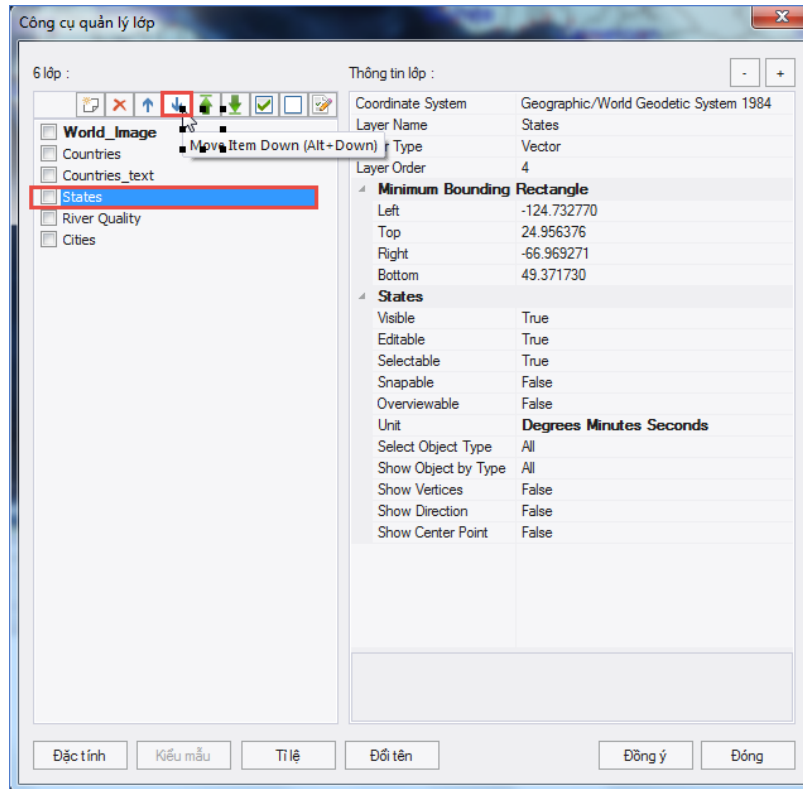 Công cụ quản lý lớp
6 lớp :
Thông tin lớp :
- +
Move Item Down (Alt+Down)
World_Image
Countries
Countries_text
States
River Quality
Cities
Coordinate System Geographic/World Geodetic System 1984
Layer Name States
Type Vector
Layer Order 4
Minimum Bounding Rectangle
Left -124.732770
Top 24.956376
Right -66.969271
Bottom 49.371730
States
Visible True
Editable True
Selectable True
Snapable False
Overviewable False
Unit Degrees Minutes Seconds
Select Object Type All
Show Object by Type All
Show Vertices False
Show Direction False
Show Center Point False
Đặc tính
Kiểu mẫu
Tỉ lệ
Đổi tên
Đồng ý
Đóng